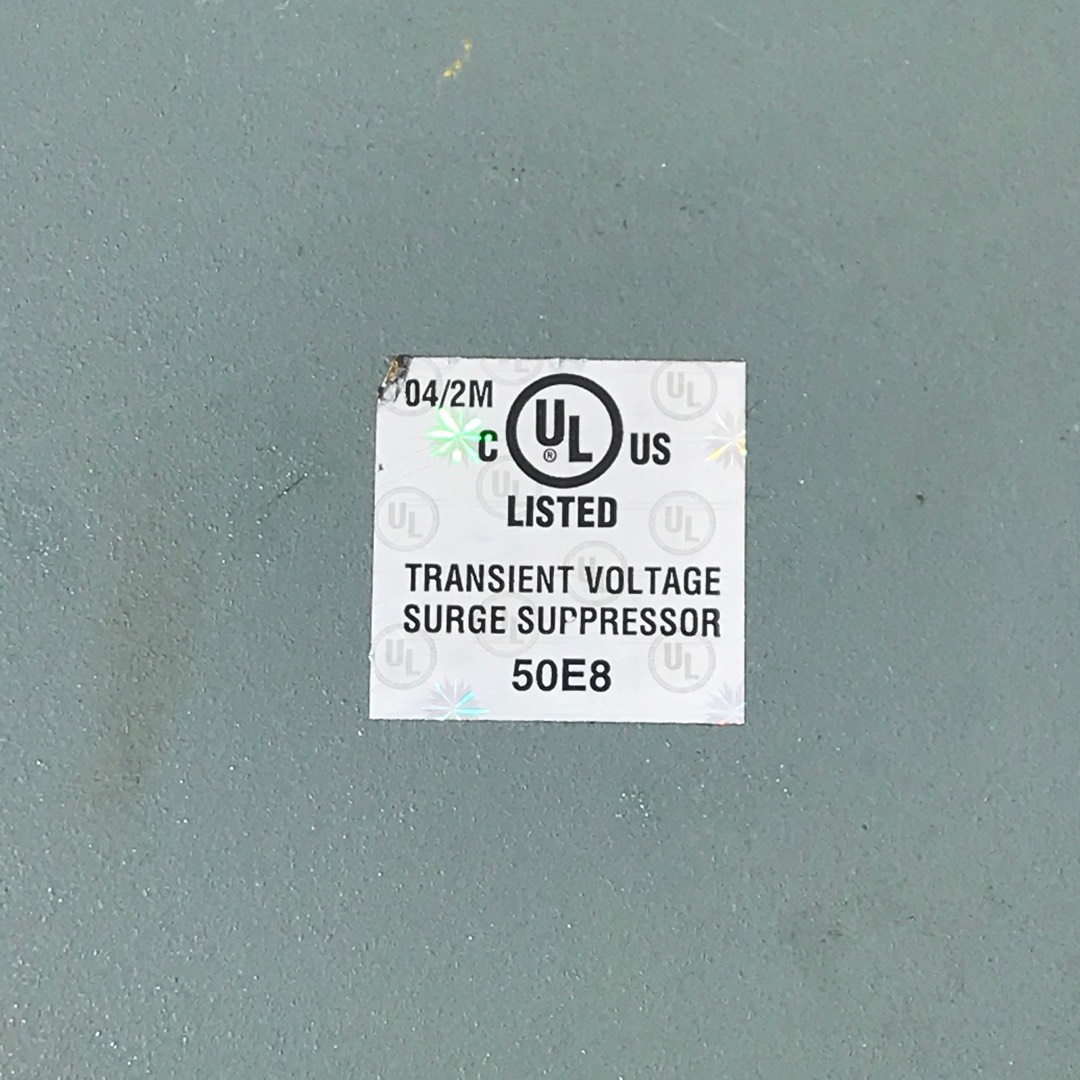 04/2M
C UL® US
LISTED
TRANSIENT VOLTAGE
SURGE SUPPRESSOR
50E8